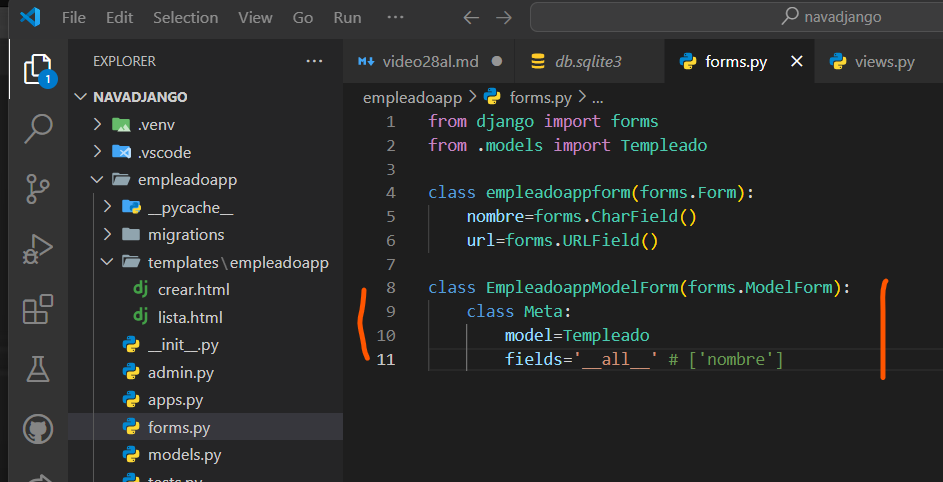 File Edit Selection View Go Run ··· navadjango
EXPLORER ···
1
NAVADJANGO
.venv
.vscode
empleadoapp
__pycache__
migrations
templates\empleadoapp
dj crear.html
dj lista.html
__init__.py
admin.py
apps.py
forms.py
models.py
tests.py
video28al.md db.sqlite3 forms.py views.py
empleadoapp > forms.py > ...
1 from django import forms
2 from .models import Templeado
3
4 class empleadoappform(forms.Form):
5 nombre=forms.CharField()
6 url=forms.URLField()
7
8 class EmpleadoappModelForm(forms.ModelForm):
9 class Meta:
10 model=Templeado
11 fields='__all__' # ['nombre']